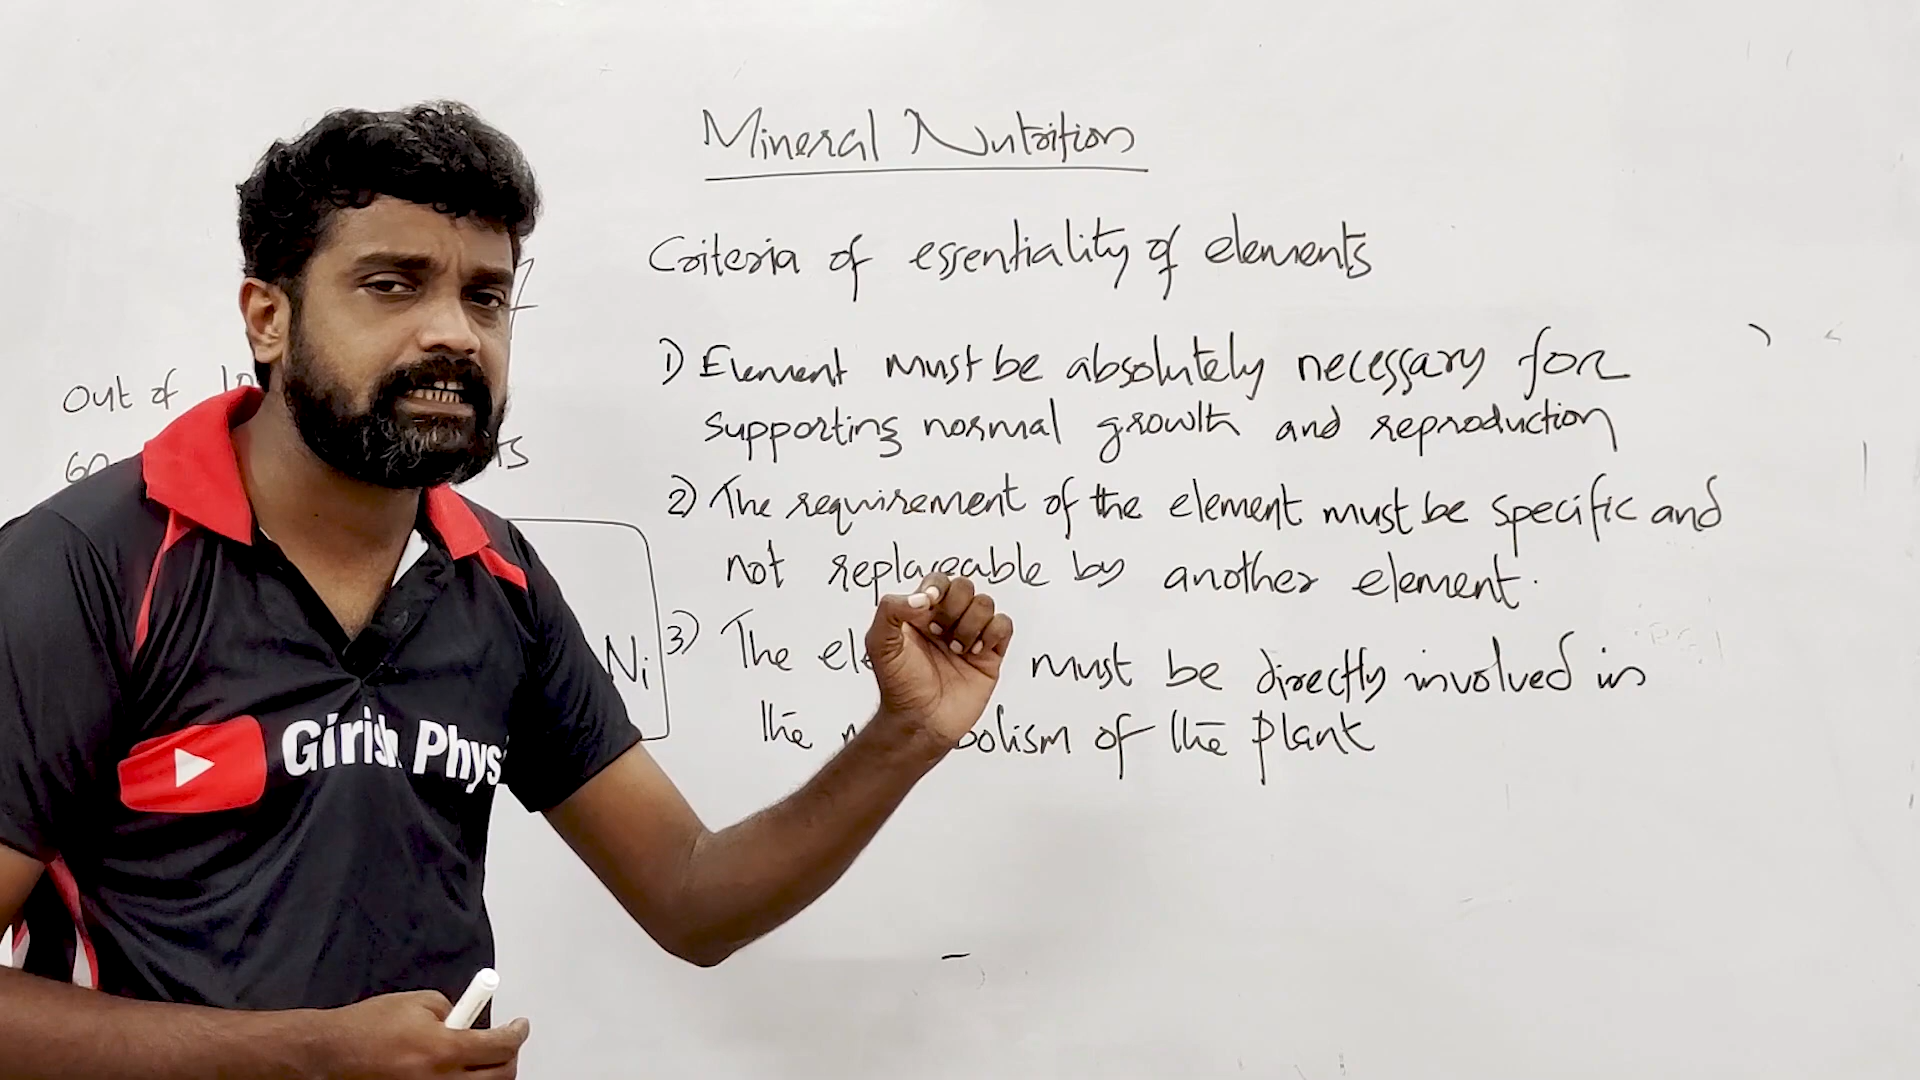 Mineral Nutrition
Criteria of essentiality of elements
1) Element must be absolutely necessary for
supporting normal growth and reproduction
2) The requirement of the element must be specific and
not replaceable by another element.
3) The must be directly involved in
the of the plant
Out of
60
Ni
Girish Phys